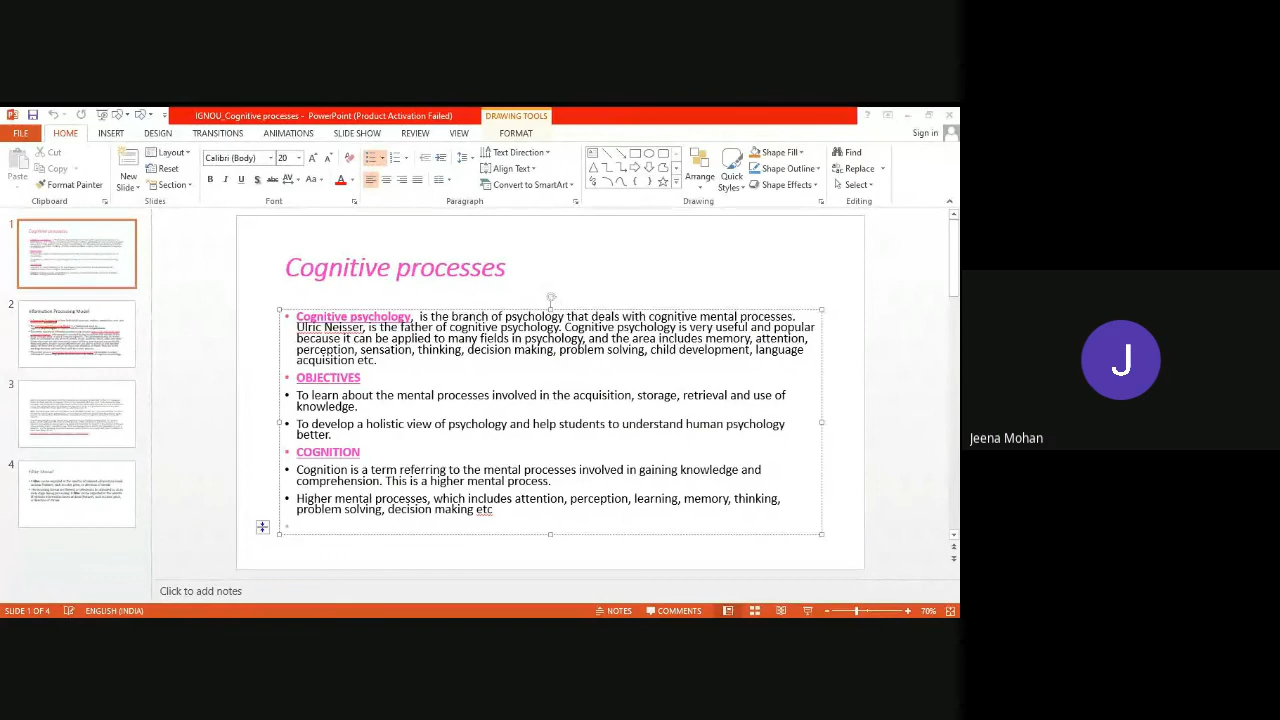 IGNOU_Cognitive processes - PowerPoint (Product Activation Failed)
DRAWING TOOLS
FILE HOME INSERT DESIGN TRANSITIONS ANIMATIONS SLIDE SHOW REVIEW VIEW FORMAT Sign in
Paste
Cut
Copy
Format Painter
Clipboard
New Slide
Layout
Reset
Section
Slides
Calibri (Body) 20
Font
Paragraph
Text Direction
Align Text
Convert to SmartArt
Arrange
Quick Styles
Shape Fill
Shape Outline
Shape Effects
Drawing
Find
Replace
Select
Editing
1
2
Information Processing Model
3
4
Filter Model
Cognitive processes
• Cognitive psychology, is the branch of psychology that deals with cognitive mental processes.
Ulric Neisser, is the father of cognitive psychology. Cognitive psychology is very useful and popular
because it can be applied to many areas in psychology, and the area includes memory, attention,
perception, sensation, thinking, decision making, problem solving, child development, language
acquisition etc.
• OBJECTIVES
• To learn about the mental processes involved in the acquisition, storage, retrieval and use of
knowledge.
• To develop a holistic view of psychology and help students to understand human psychology
better.
• COGNITION
• Cognition is a term referring to the mental processes involved in gaining knowledge and
comprehension. This is a higher mental process.
• Higher mental processes, which includes attention, perception, learning, memory, thinking,
problem solving, decision making etc
Click to add notes
SLIDE 1 OF 4 ENGLISH (INDIA) NOTES COMMENTS 70%
J
Jeena Mohan